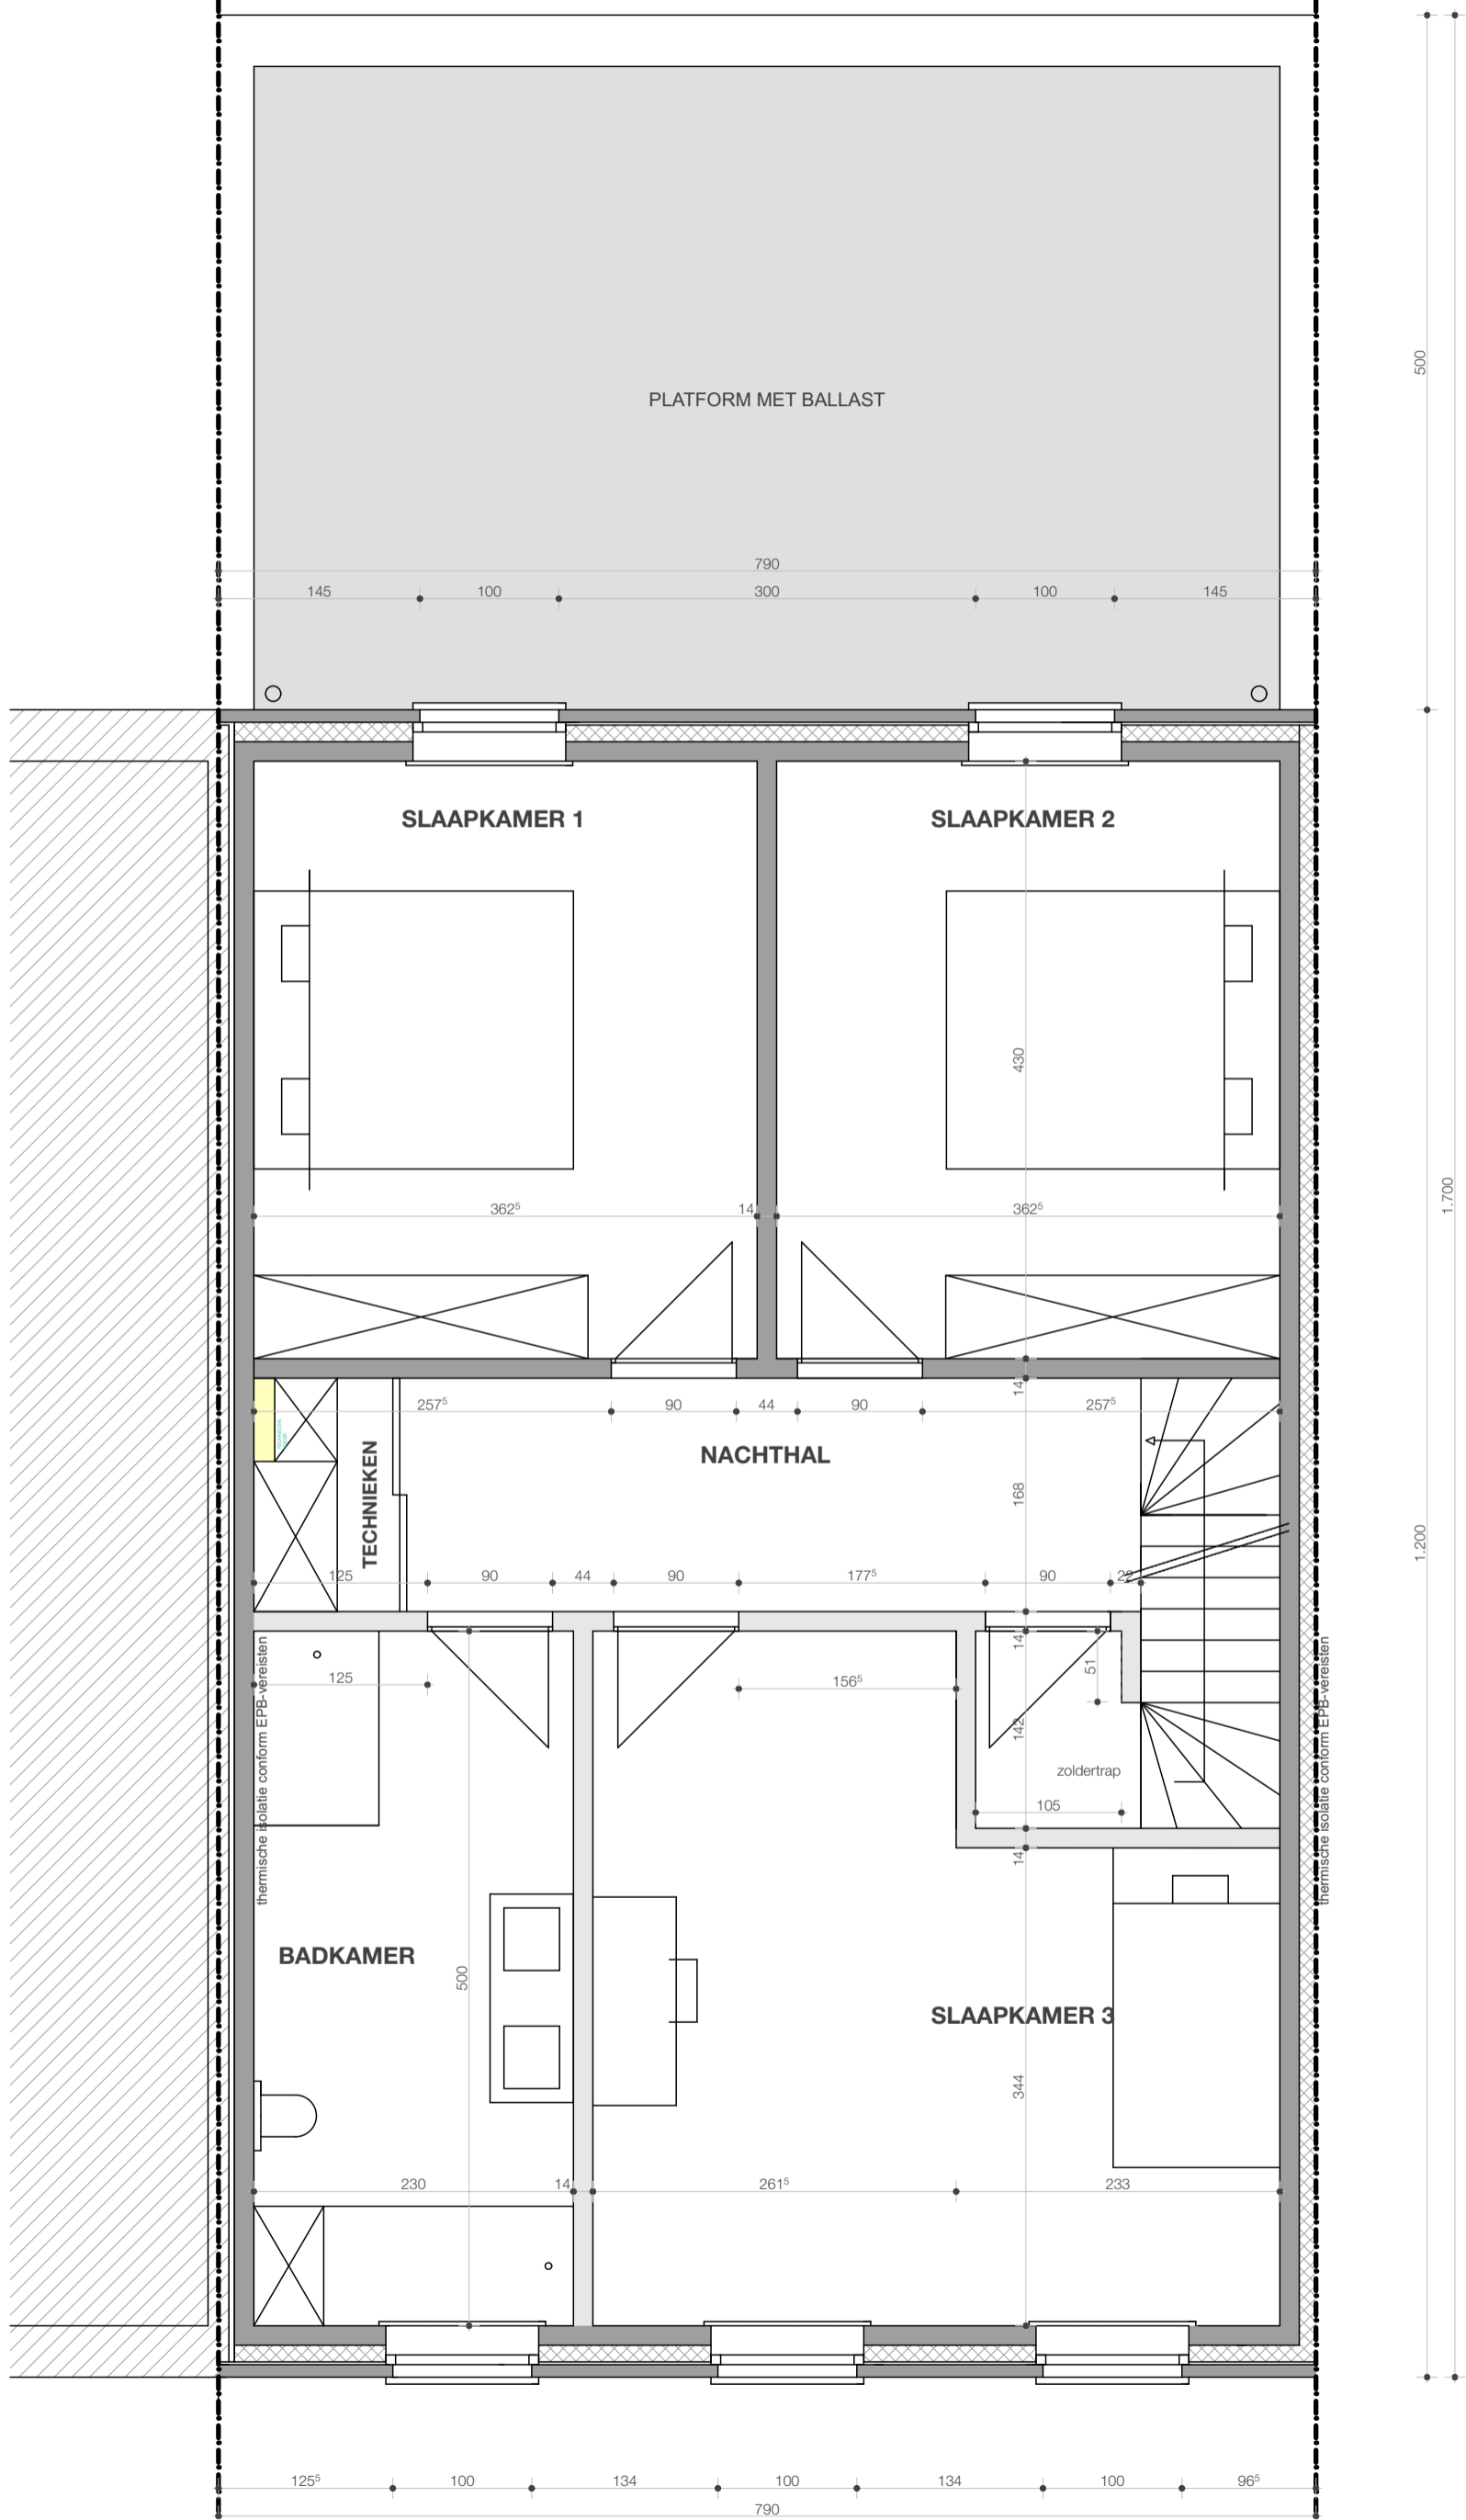 500
PLATFORM MET BALLAST
790
145 100 300 100 145
SLAAPKAMER 1
SLAAPKAMER 2
430
362⁵ 14 362⁵
1.700
14
257⁵ 90 44 90 257⁵
NACHTHAL
TECHNIEKEN
168
1.200
125 90 44 90 177⁵ 90
14
51
125
156⁵
142
zoldertrap
105
14
thermische isolatie conform EPB-vereisten
thermische isolatie conform EPB-vereisten
BADKAMER
500
SLAAPKAMER 3
344
230 14 261⁵ 233
125⁵ 100 134 100 134 100 96⁵
790